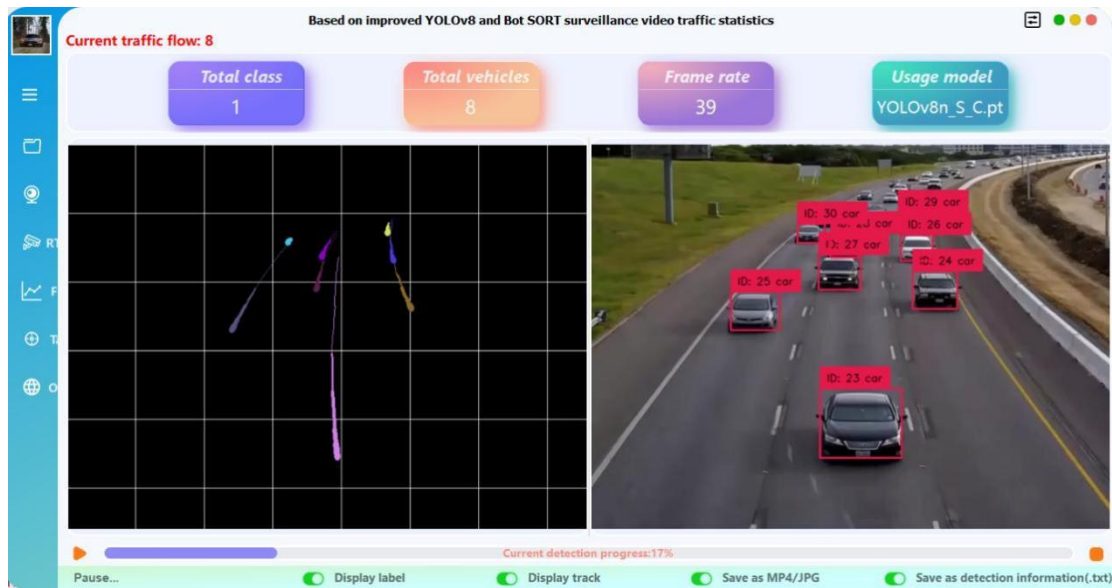 Based on improved YOLOv8 and Bot SORT surveillance video traffic statistics
Current traffic flow: 8
Total class
1
Total vehicles
8
Frame rate
39
Usage model
YOLOv8n_S_C.pt
RT
F
T
O
ID: 29 car
ID: 30 car
car
ID: 26 car
ID: 27 car
ID: 24 car
ID: 25 car
ID: 23 car
Current detection progress:17%
Pause...
Display label
Display track
Save as MP4/JPG
Save as detection information(.txt)